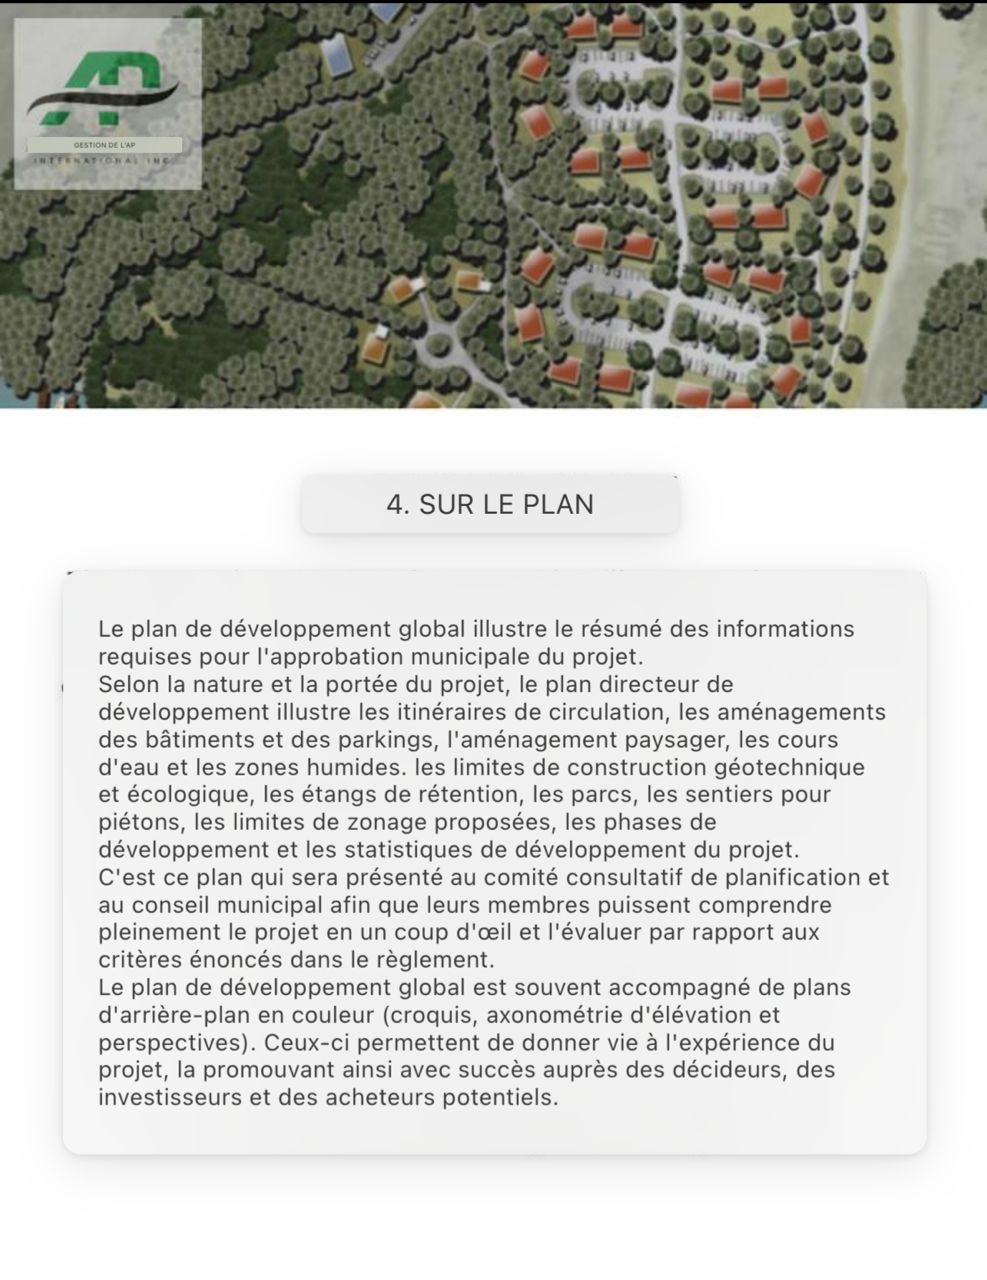 AP
GESTION DE L'AP
INTERNATIONAL INC
4. SUR LE PLAN
Le plan de développement global illustre le résumé des informations
requises pour l'approbation municipale du projet.
Selon la nature et la portée du projet, le plan directeur de
développement illustre les itinéraires de circulation, les aménagements
des bâtiments et des parkings, l'aménagement paysager, les cours
d'eau et les zones humides. les limites de construction géotechnique
et écologique, les étangs de rétention, les parcs, les sentiers pour
piétons, les limites de zonage proposées, les phases de
développement et les statistiques de développement du projet.
C'est ce plan qui sera présenté au comité consultatif de planification et
au conseil municipal afin que leurs membres puissent comprendre
pleinement le projet en un coup d'œil et l'évaluer par rapport aux
critères énoncés dans le règlement.
Le plan de développement global est souvent accompagné de plans
d'arrière-plan en couleur (croquis, axonométrie d'élévation et
perspectives). Ceux-ci permettent de donner vie à l'expérience du
projet, la promouvant ainsi avec succès auprès des décideurs, des
investisseurs et des acheteurs potentiels.